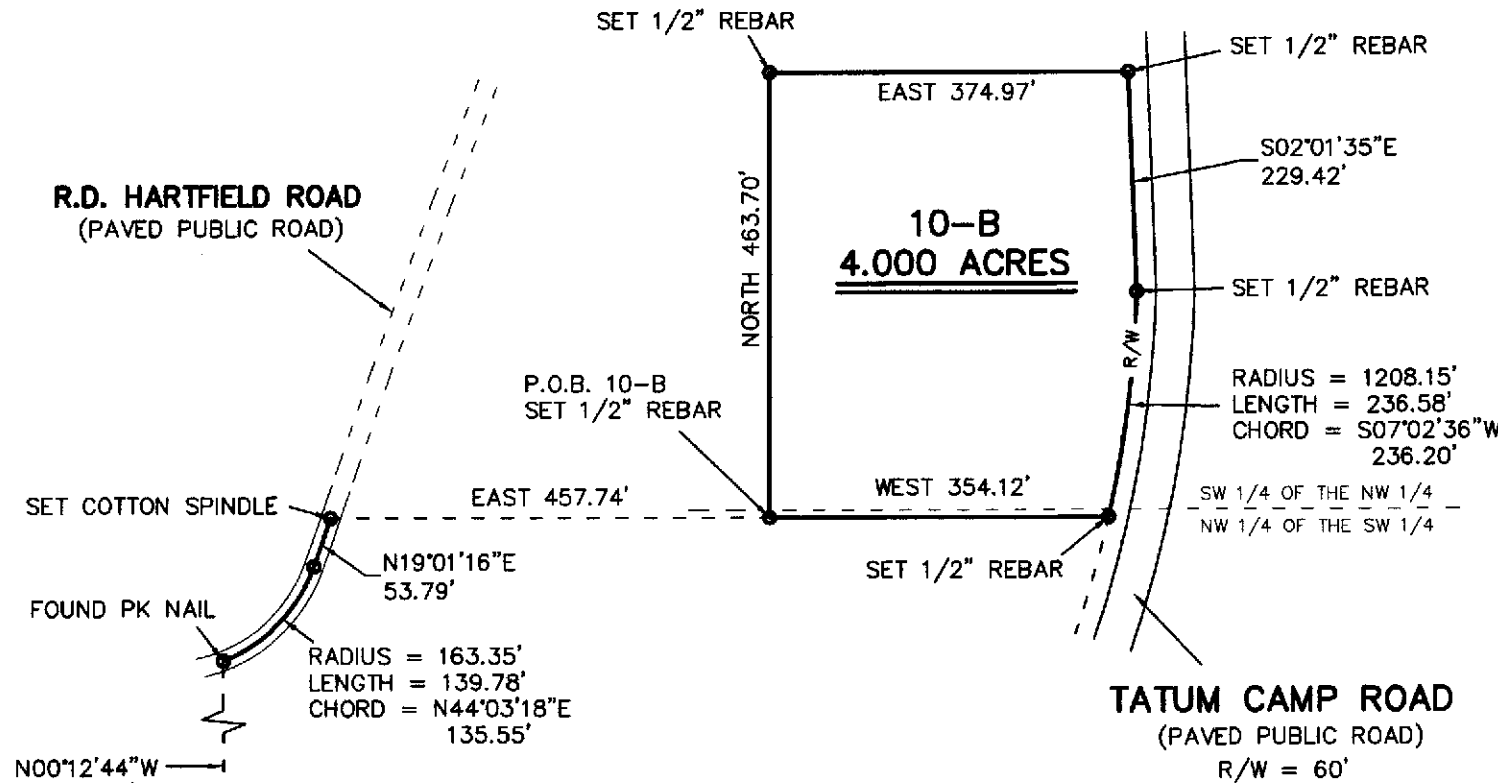 SET 1/2" REBAR
SET 1/2" REBAR
EAST 374.97'
S02°01'35"E
229.42'
R.D. HARTFIELD ROAD
(PAVED PUBLIC ROAD)
NORTH 463.70'
10-B
4.000 ACRES
SET 1/2" REBAR
R/W
P.O.B. 10-B
SET 1/2" REBAR
RADIUS = 1208.15'
LENGTH = 236.58'
CHORD = S07°02'36"W
236.20'
SET COTTON SPINDLE
EAST 457.74'
WEST 354.12'
SW 1/4 OF THE NW 1/4
NW 1/4 OF THE SW 1/4
SET 1/2" REBAR
N19°01'16"E
53.79'
FOUND PK NAIL
RADIUS = 163.35'
LENGTH = 139.78'
CHORD = N44°03'18"E
135.55'
TATUM CAMP ROAD
(PAVED PUBLIC ROAD)
R/W = 60'
N00°12'44"W